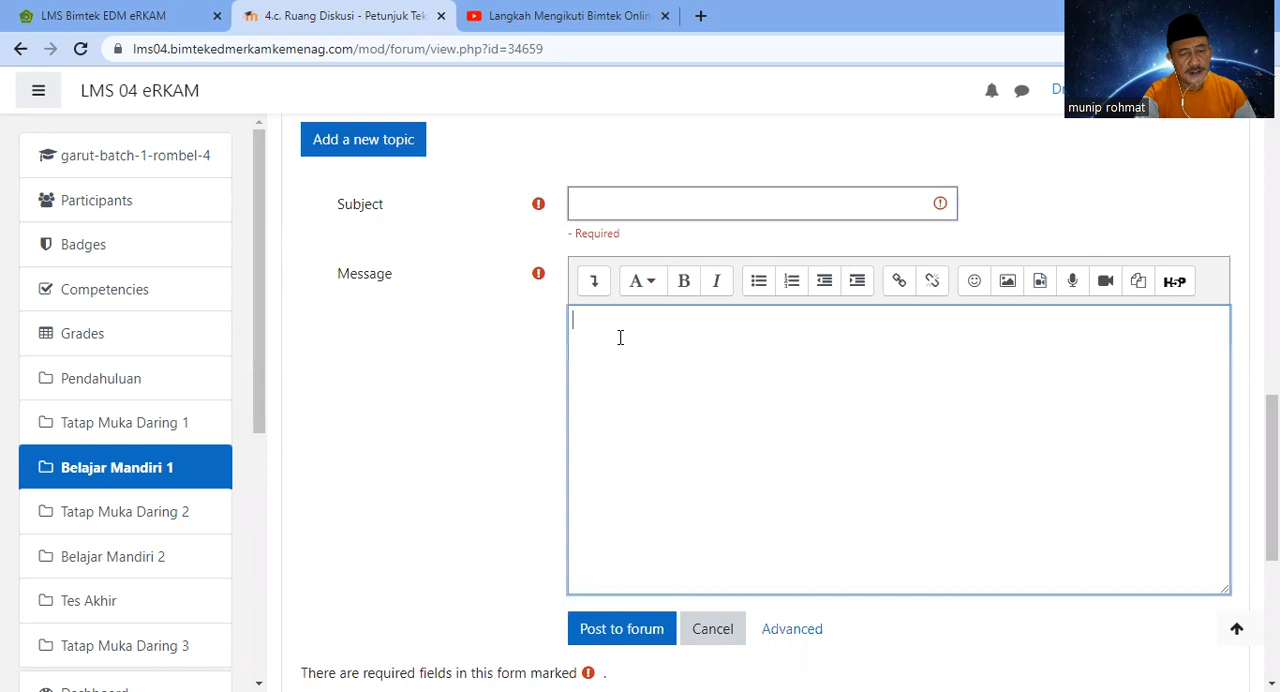 LMS Bimtek EDM eRKAM
4.c. Ruang Diskusi - Petunjuk Tek
Langkah Mengikuti Bimtek Onlin
lms04.bimtekedmerkamkemenag.com/mod/forum/view.php?id=34659
munip rohmat
LMS 04 eRKAM
garut-batch-1-rombel-4
Participants
Badges
Competencies
Grades
Pendahuluan
Tatap Muka Daring 1
Belajar Mandiri 1
Tatap Muka Daring 2
Belajar Mandiri 2
Tes Akhir
Tatap Muka Daring 3
Add a new topic
Subject
- Required
Message
A B I H5P
Post to forum Cancel Advanced
There are required fields in this form marked .